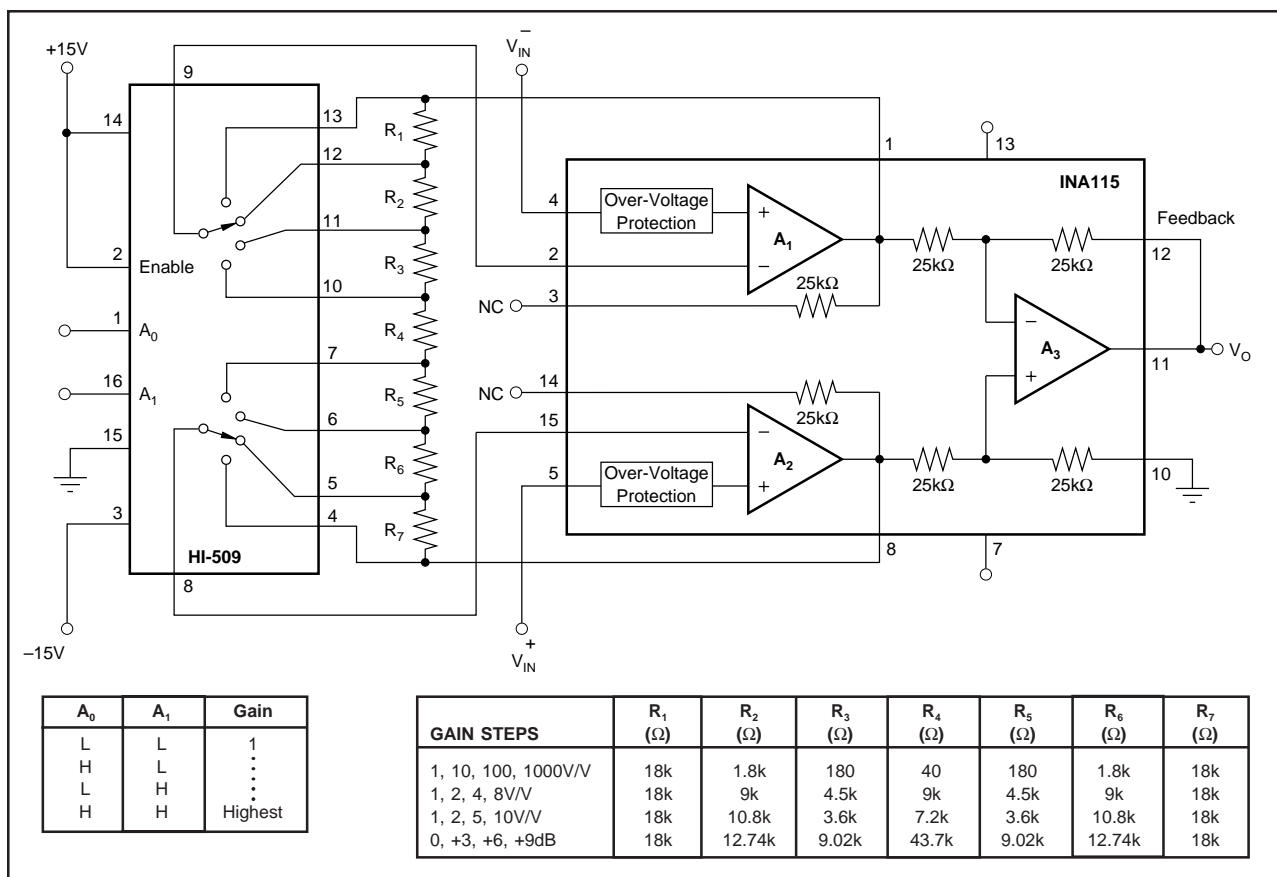 +15V
9
14
13
12
11
10
2
Enable
1
A0
16
A1
15
3
7
6
5
4
HI-509
8
–15V
R1
R2
R3
R4
R5
R6
R7
V–IN
1
13
INA115
4
Over-Voltage
Protection
+
A1
–
2
3
NC
25kΩ
25kΩ
25kΩ
Feedback
12
–
A3
+
11
VO
14
NC
25kΩ
15
–
A2
+
5
Over-Voltage
Protection
25kΩ
25kΩ
10
8
7
V+IN
A0 A1 Gain
L L 1
H L
L H
H H Highest
GAIN STEPS R1 (Ω) R2 (Ω) R3 (Ω) R4 (Ω) R5 (Ω) R6 (Ω) R7 (Ω)
1, 10, 100, 1000V/V 18k 1.8k 180 40 180 1.8k 18k
1, 2, 4, 8V/V 18k 9k 4.5k 9k 4.5k 9k 18k
1, 2, 5, 10V/V 18k 10.8k 3.6k 7.2k 3.6k 10.8k 18k
0, +3, +6, +9dB 18k 12.74k 9.02k 43.7k 9.02k 12.74k 18k